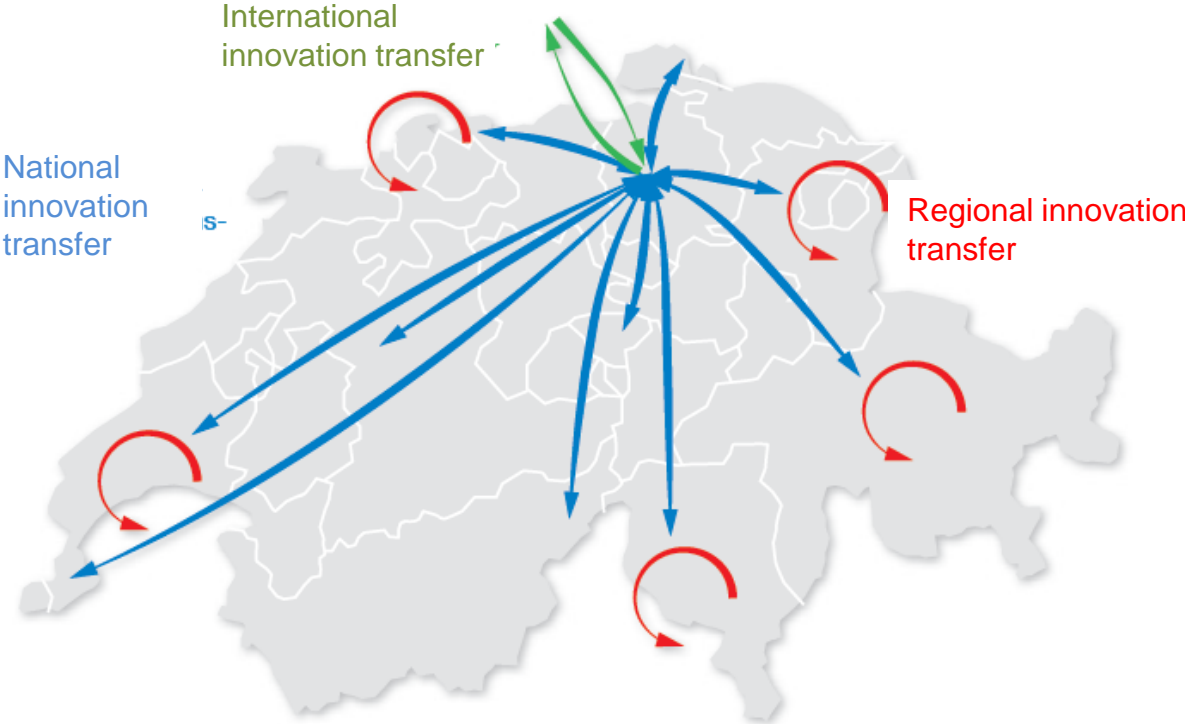 International
innovation transfer
National
innovation
transfer
s-
Regional innovation
transfer